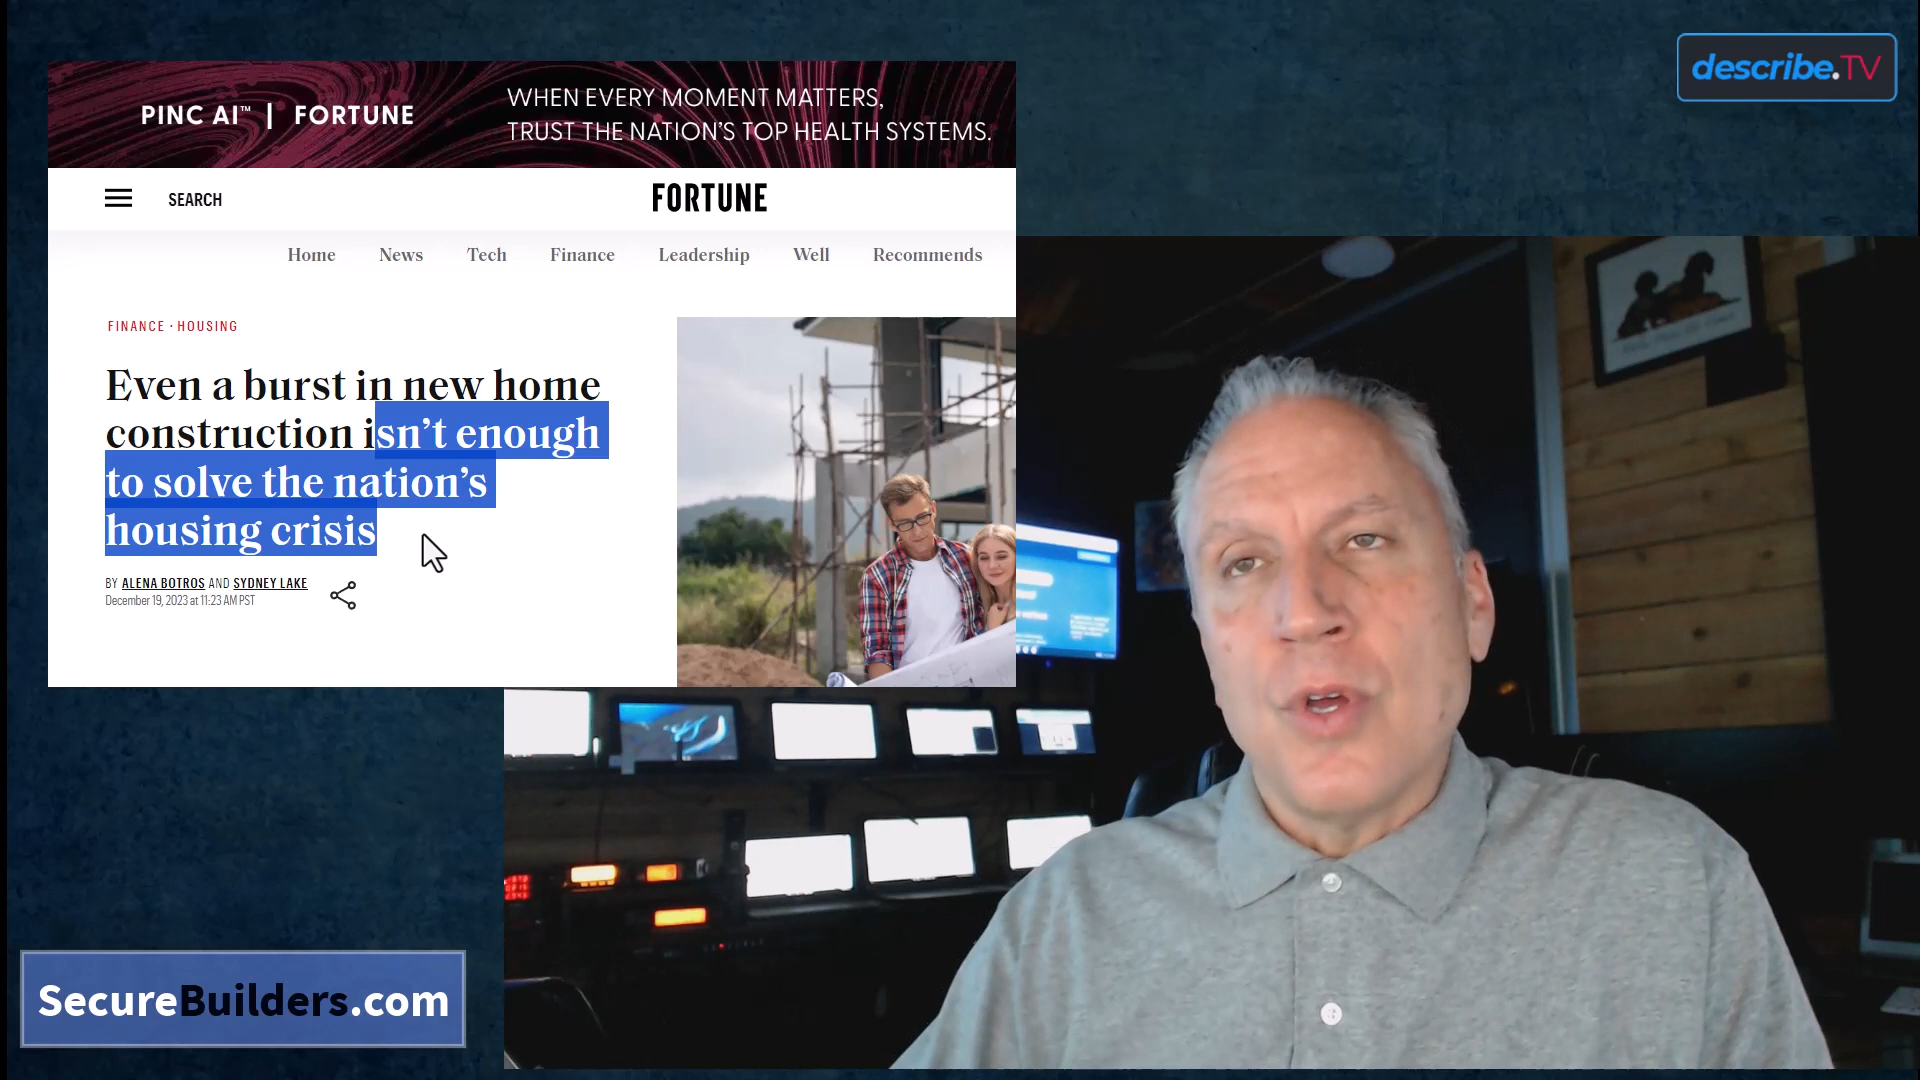 describe.TV
PINC AI™ | FORTUNE
WHEN EVERY MOMENT MATTERS,
TRUST THE NATION'S TOP HEALTH SYSTEMS.
SEARCH
FORTUNE
Home News Tech Finance Leadership Well Recommends
FINANCE · HOUSING
Even a burst in new home
construction isn’t enough
to solve the nation’s
housing crisis
BY ALENA BOTROS AND SYDNEY LAKE
December 19, 2023 at 11:23 AM PST
SecureBuilders.com